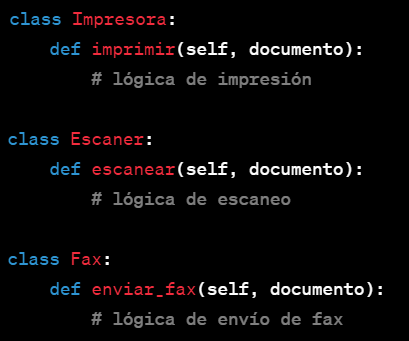 class Impresora:
    def imprimir(self, documento):
        # lógica de impresión

class Escaner:
    def escanear(self, documento):
        # lógica de escaneo

class Fax:
    def enviar_fax(self, documento):
        # lógica de envío de fax